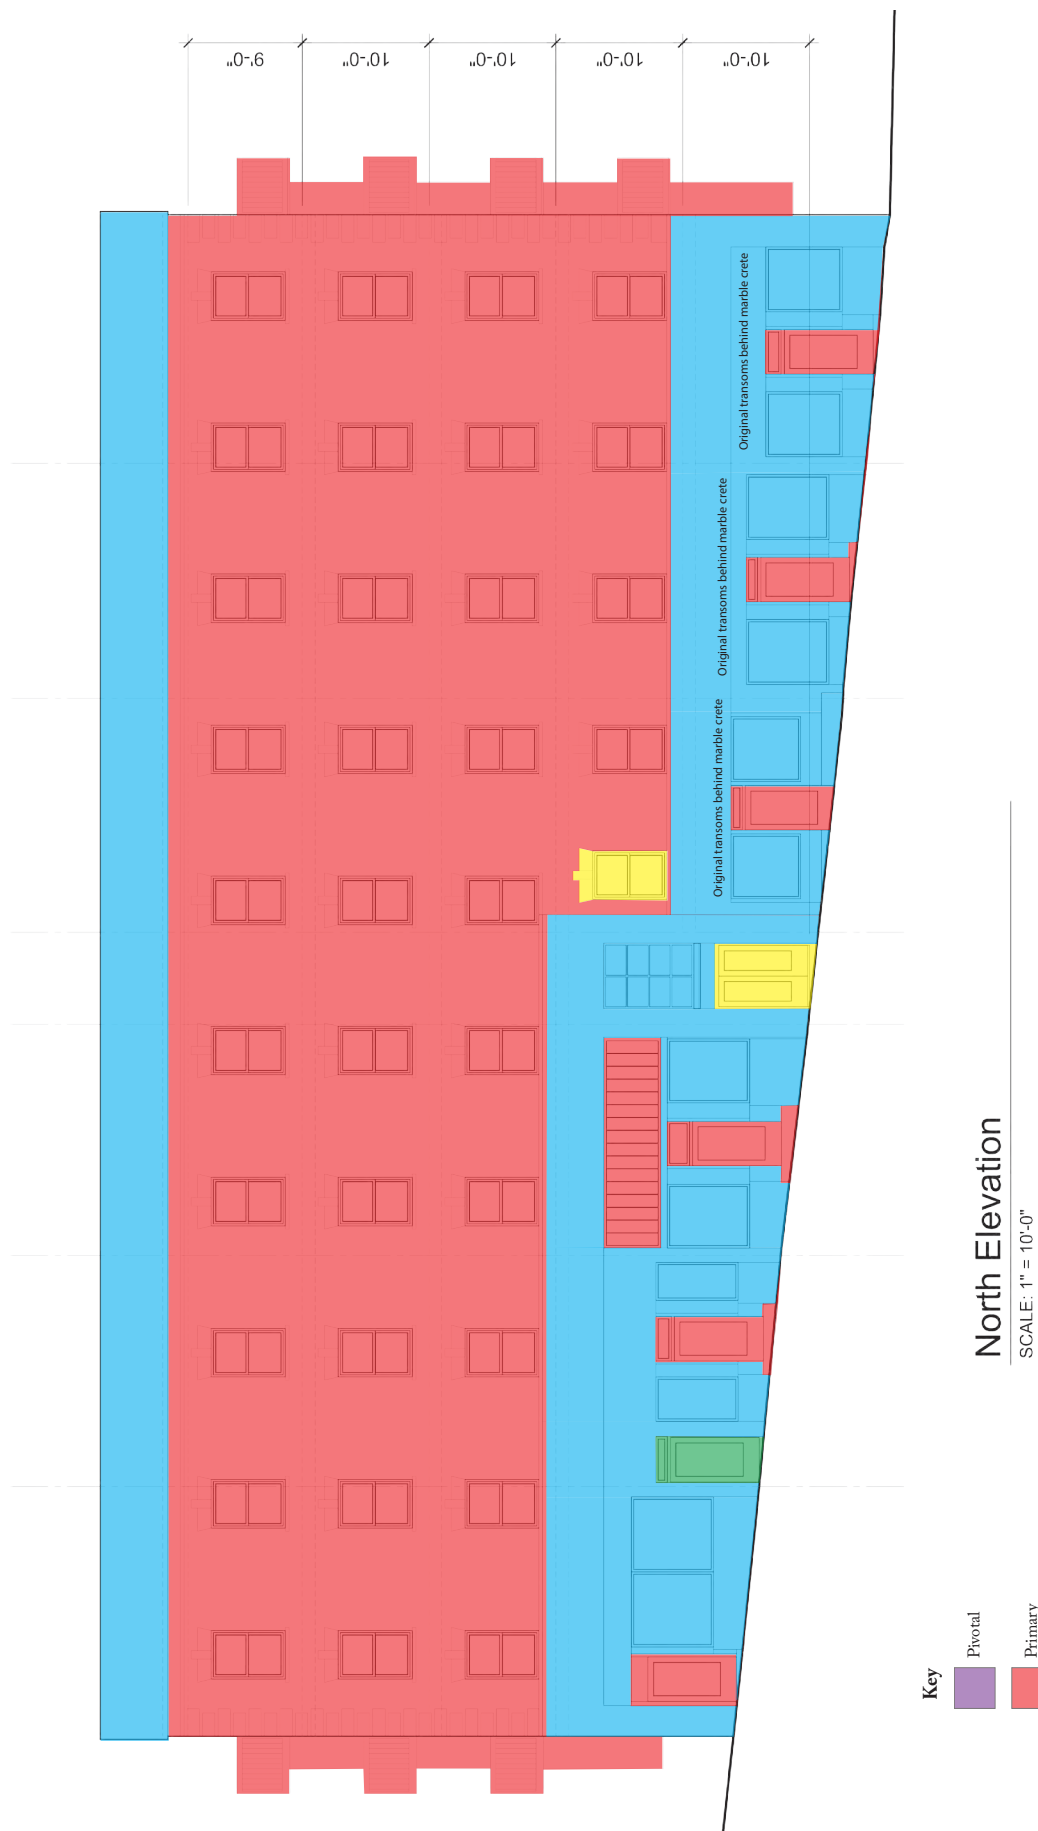 9'-0"
10'-0"
10'-0"
10'-0"
10'-0"
Original transoms behind marble crete
Original transoms behind marble crete
Original transoms behind marble crete
North Elevation
SCALE: 1" = 10'-0"
Key
Pivotal
Primary